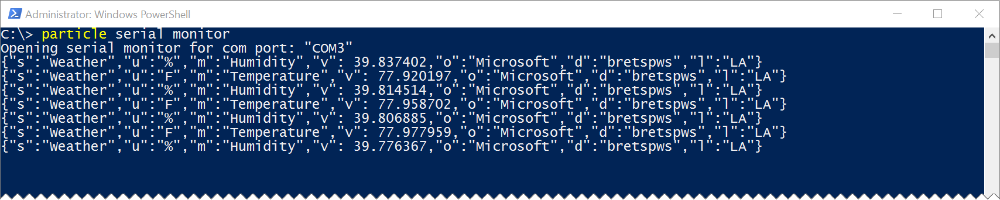 Administrator: Windows PowerShell
C:\> particle serial monitor
Opening serial monitor for com port: "COM3"
{"s":"Weather","u":"%","m":"Humidity","v": 39.837402,"o":"Microsoft","d":"bretspws","l":"LA"}
{"s":"Weather","u":"F","m":"Temperature","v": 77.920197,"o":"Microsoft","d":"bretspws","l":"LA"}
{"s":"Weather","u":"%","m":"Humidity","v": 39.814514,"o":"Microsoft","d":"bretspws","l":"LA"}
{"s":"Weather","u":"F","m":"Temperature","v": 77.958702,"o":"Microsoft","d":"bretspws","l":"LA"}
{"s":"Weather","u":"%","m":"Humidity","v": 39.806885,"o":"Microsoft","d":"bretspws","l":"LA"}
{"s":"Weather","u":"F","m":"Temperature","v": 77.977959,"o":"Microsoft","d":"bretspws","l":"LA"}
{"s":"Weather","u":"%","m":"Humidity","v": 39.776367,"o":"Microsoft","d":"bretspws","l":"LA"}